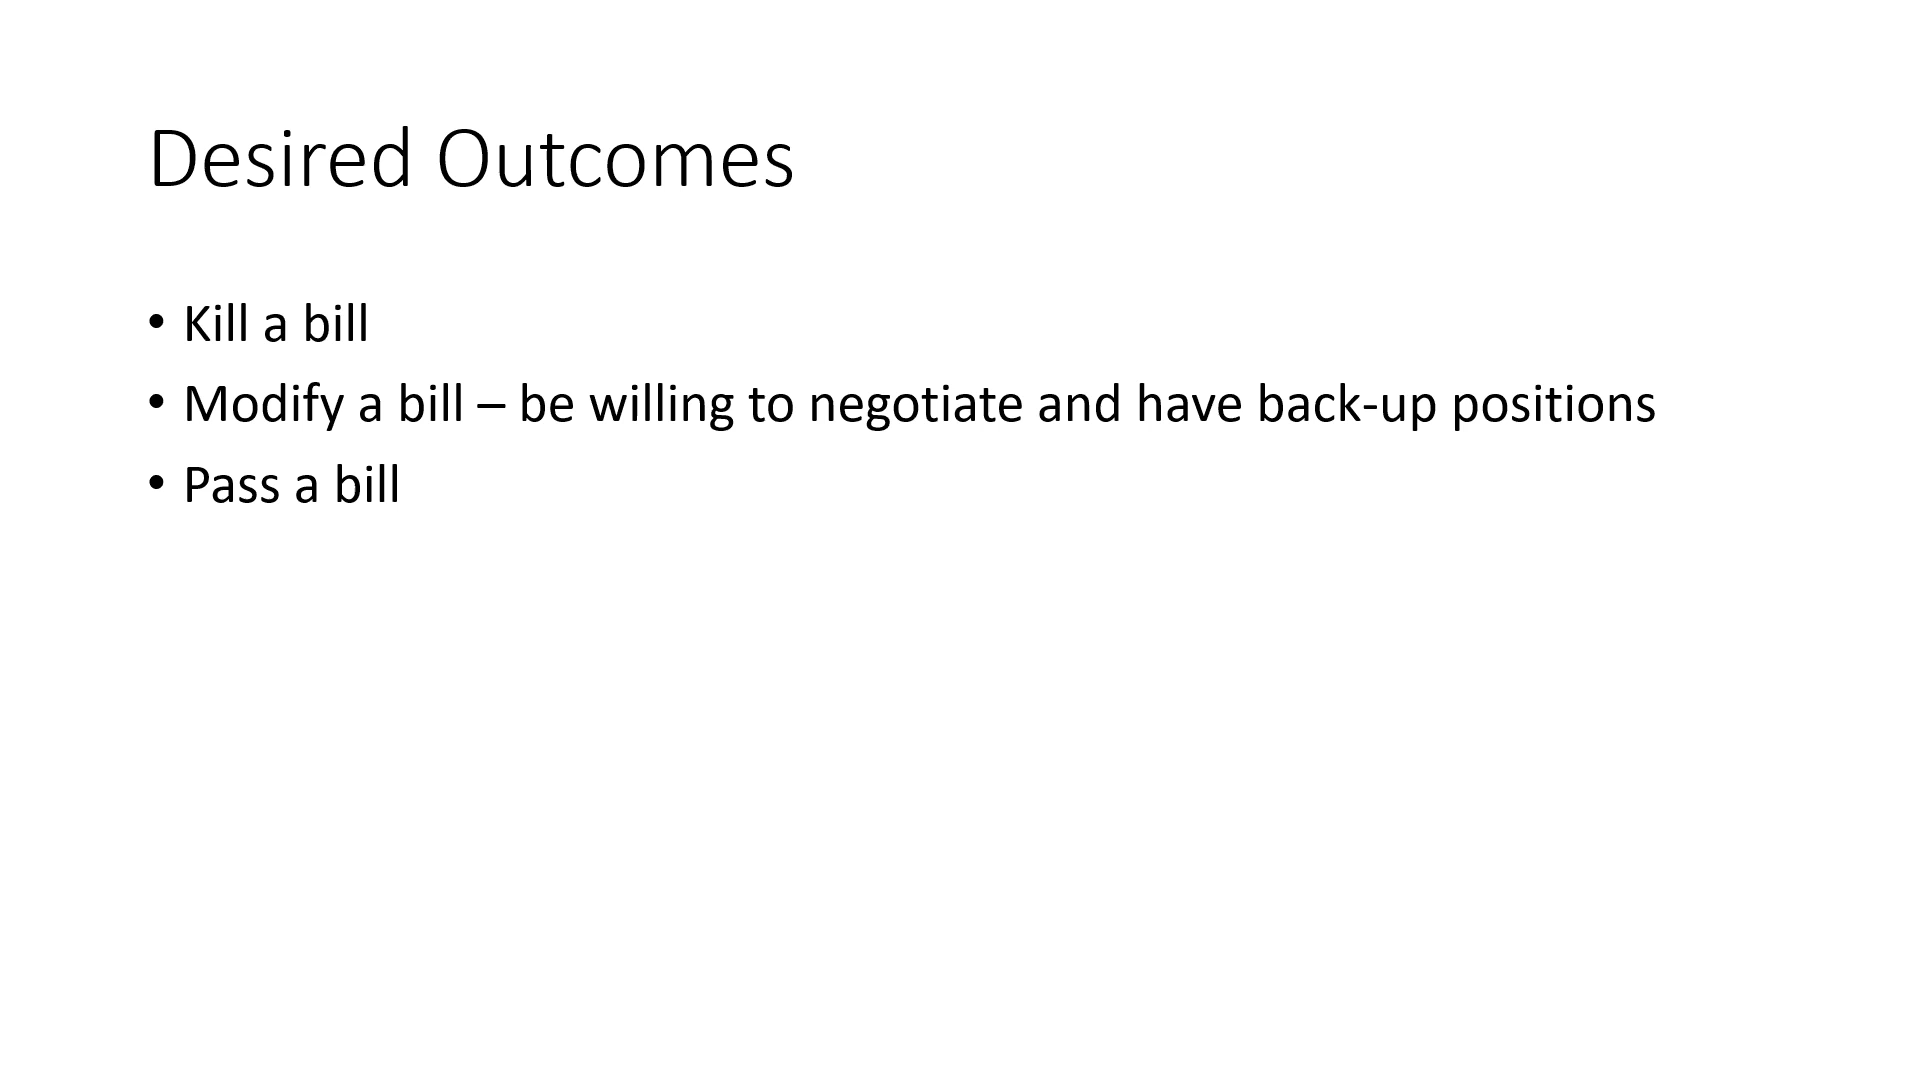 Desired Outcomes
• Kill a bill
• Modify a bill – be willing to negotiate and have back-up positions
• Pass a bill